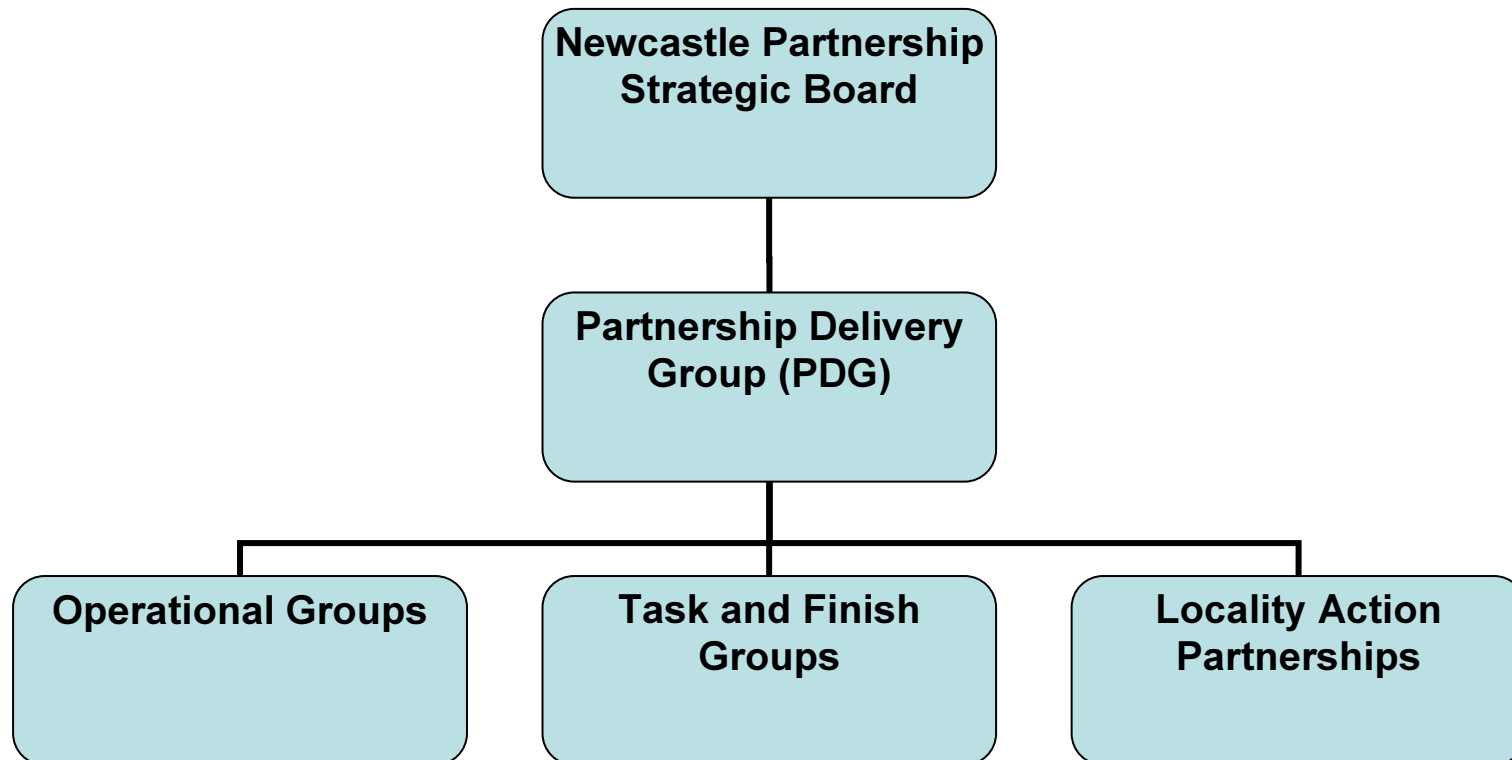 Newcastle Partnership
Strategic Board
Partnership Delivery
Group (PDG)
Operational Groups
Task and Finish
Groups
Locality Action
Partnerships